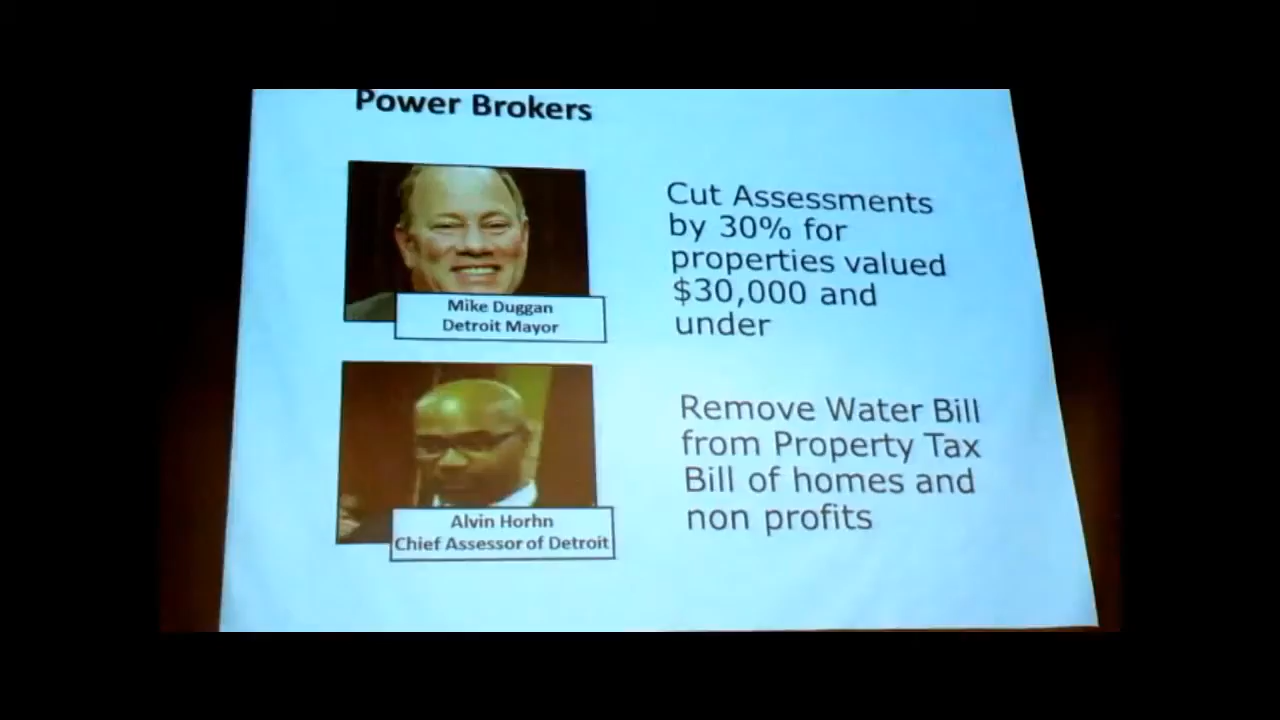 Power Brokers
Cut Assessments
by 30% for
properties valued
$30,000 and
under
Mike Duggan
Detroit Mayor
Remove Water Bill
from Property Tax
Bill of homes and
non profits
Alvin Horhn
Chief Assessor of Detroit